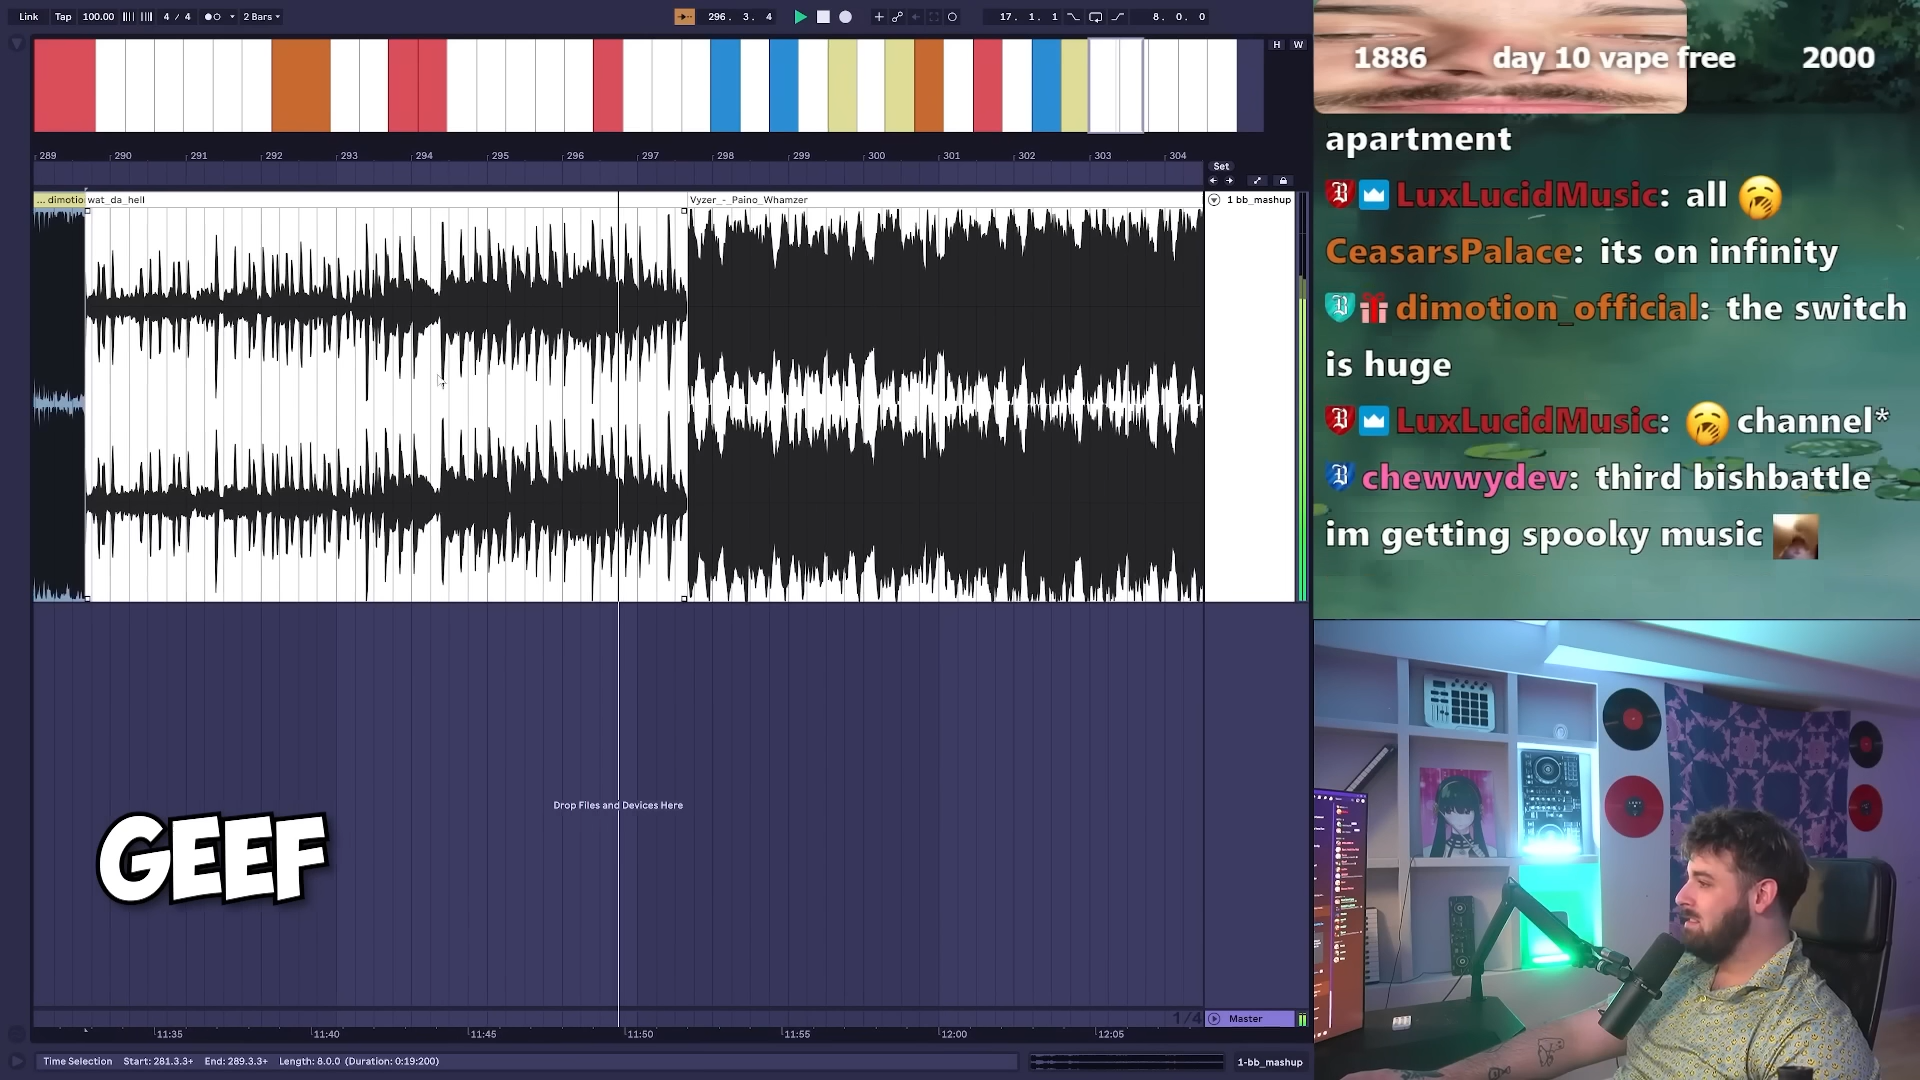 Link Tap 100.00 4 / 4 2 Bars 296. 3. 4 17. 1. 1 8. 0. 0
H W
289 290 291 292 293 294 295 296 297 298 299 300 301 302 303 304
Set
... dimotio wat_da_hell Vyzer_-_Paino_Whamzer 1 bb_mashup
Drop Files and Devices Here
GEEF
1/4 Master
11:35 11:40 11:45 11:50 11:55 12:00 12:05
Time Selection Start: 281.3.3+ End: 289.3.3+ Length: 8.0.0 (Duration: 0:19:200) 1-bb_mashup
1886 day 10 vape free 2000
apartment
LuxLucidMusic: all
CeasarsPalace: its on infinity
dimotion_official: the switch
is huge
LuxLucidMusic: channel*
chewwydev: third bishbattle
im getting spooky music